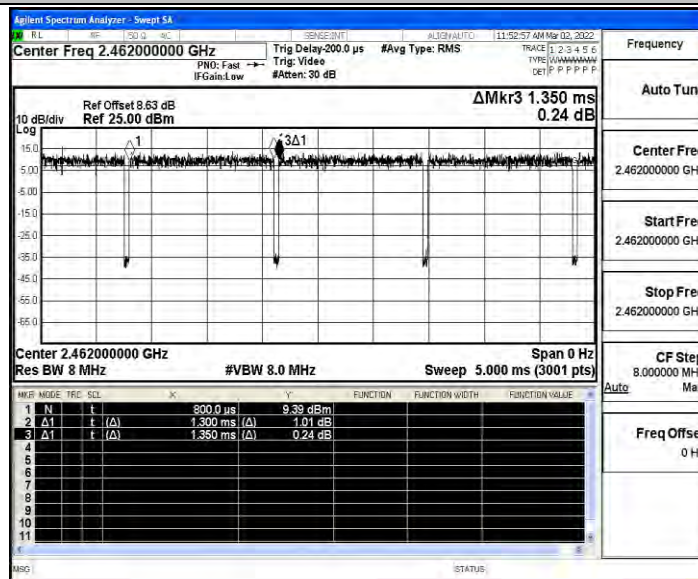 Agilent Spectrum Analyzer - Swept SA
RL RF 50 Ω AC SENSE:INT ALIGNAUTO 11:52:57 AM Mar 02, 2022
Center Freq 2.462000000 GHz
PNO: Fast
IFGain:Low
Trig Delay-200.0 µs
Trig: Video
#Atten: 30 dB
#Avg Type: RMS
TRACE 1 2 3 4 5 6
TYPE WWWWWW
DET P P P P P P
ΔMkr3 1.350 ms
0.24 dB
Ref Offset 8.63 dB
10 dB/div Ref 25.00 dBm
Log
1
3Δ1
15.0
5.00
-5.00
-15.0
-25.0
-35.0
-45.0
-55.0
-65.0
Center 2.462000000 GHz Span 0 Hz
Res BW 8 MHz #VBW 8.0 MHz Sweep 5.000 ms (3001 pts)
MKR MODE TRC SCL X Y FUNCTION FUNCTION WIDTH FUNCTION VALUE
1 N t 800.0 µs 9.39 dBm
2 Δ1 t (Δ) 1.300 ms (Δ) 1.01 dB
3 Δ1 t (Δ) 1.350 ms (Δ) 0.24 dB
4
5
6
7
8
9
10
11
MSG STATUS
Frequency
Auto Tun
Center Fre
2.462000000 GH
Start Fre
2.462000000 GH
Stop Fre
2.462000000 GH
CF Step
8.000000 MH
Auto Ma
Freq Offse
0 H